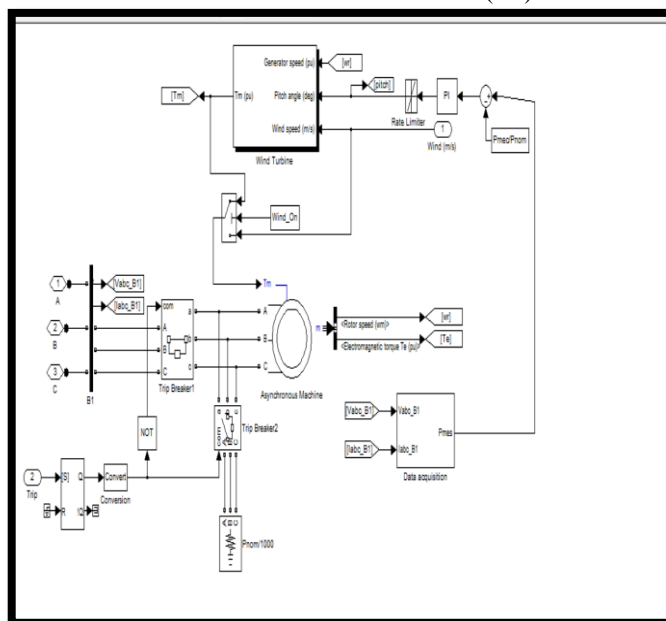 Generator speed (pu)
[wr]
[pitch]
[Tm]
Tm (pu)
Pitch angle (deg)
PI
Rate Limiter
Wind speed (m/s)
1
Wind (m/s)
Wind Turbine
Wind_On
Tm
1
A
[Vabc_B1]
[Iabc_B1]
com
a
A
m
<Rotor speed (wm)>
[wr]
2
B
A
b
B
<Electromagnetic torque Te (pu)>
[Te]
B
3
C
C
c
C
B1
Trip Breaker1
Asynchronous Machine
NOT
Trip Breaker2
[Vabc_B1]
Vabc_B1
Pmes
[Iabc_B1]
Iabc_B1
Data acquisition
2
Trip
[S]
Q
Convert
Conversion
R
!Q
Pnom/1000